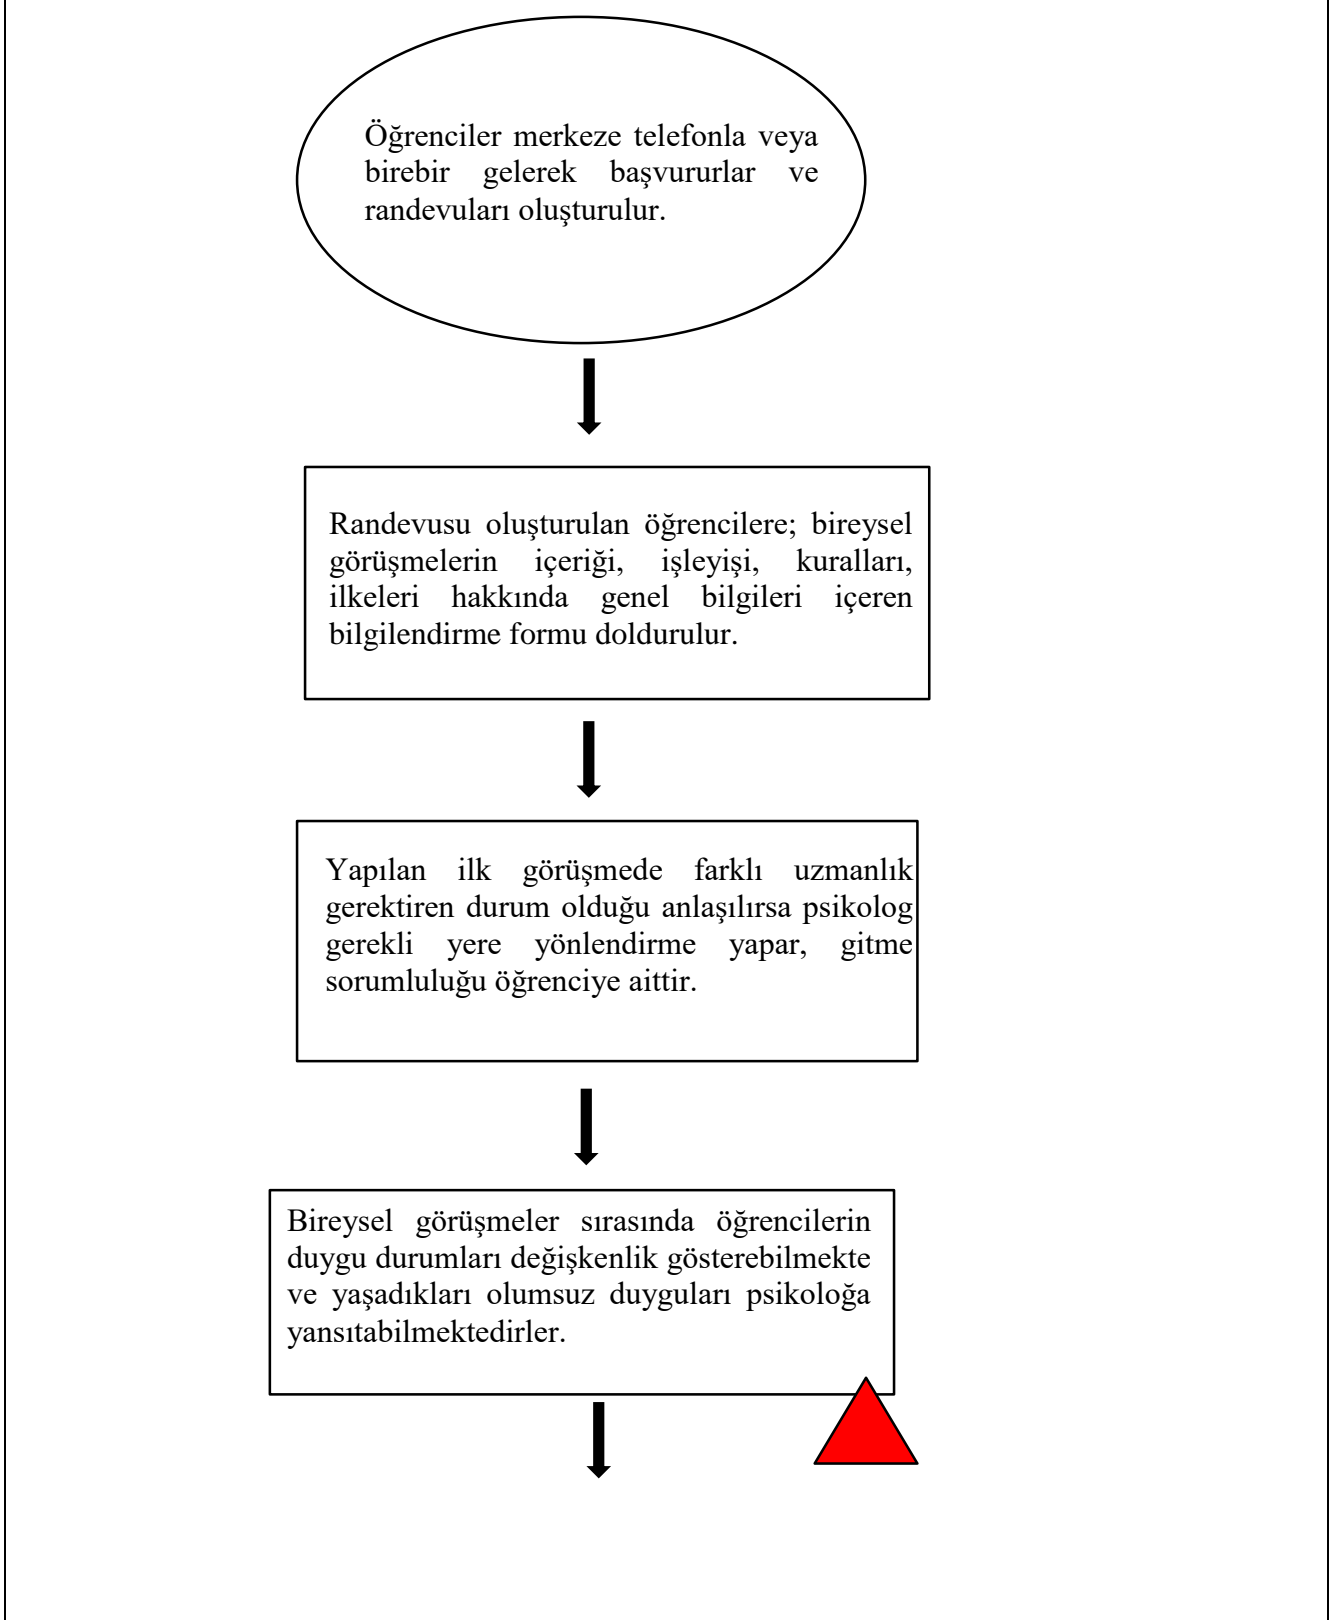 Öğrenciler merkeze telefonla veya
birebir gelerek başvururlar ve
randevuları oluşturulur.
Randevusu oluşturulan öğrencilere; bireysel
görüşmelerin içeriği, işleyişi, kuralları,
ilkeleri hakkında genel bilgileri içeren
bilgilendirme formu doldurulur.
Yapılan ilk görüşmede farklı uzmanlık
gerektiren durum olduğu anlaşılırsa psikolog
gerekli yere yönlendirme yapar, gitme
sorumluluğu öğrenciye aittir.
Bireysel görüşmeler sırasında öğrencilerin
duygu durumları değişkenlik gösterebilmekte
ve yaşadıkları olumsuz duyguları psikoloğa
yansıtabilmektedirler.